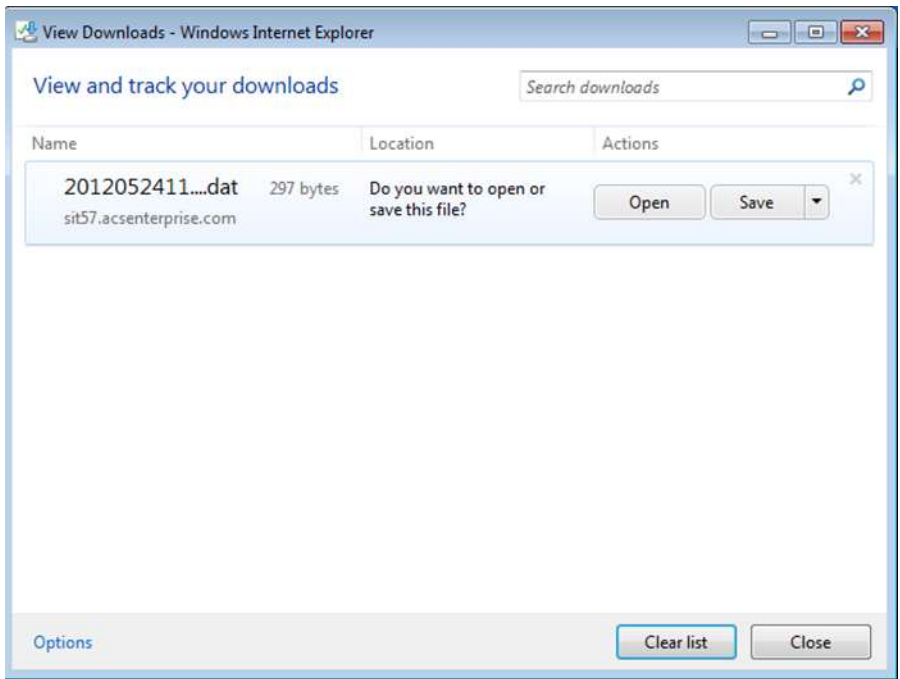 View Downloads - Windows Internet Explorer
View and track your downloads
Search downloads
Name Location Actions
2012052411....dat 297 bytes Do you want to open or save this file? Open Save
sit57.acsenterprise.com
Options Clear list Close